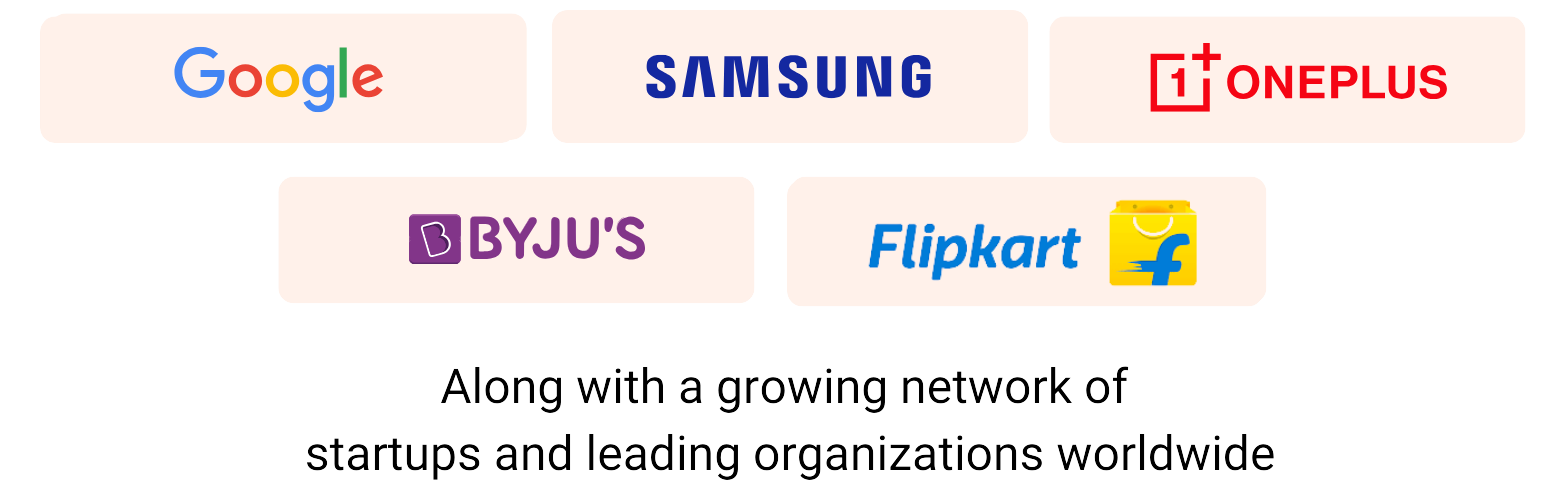 Google
SAMSUNG
1+ ONEPLUS
B BYJU'S
Flipkart f
Along with a growing network of
startups and leading organizations worldwide